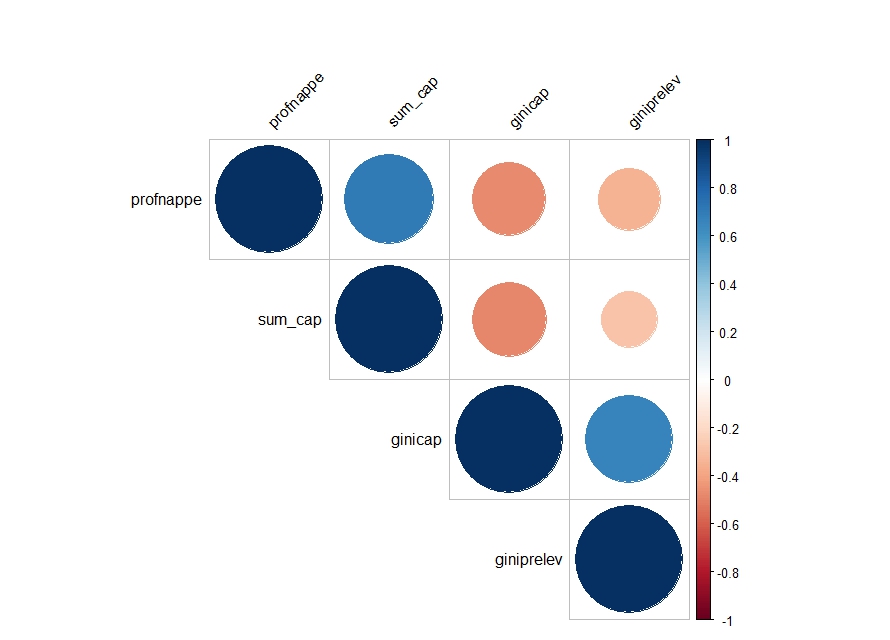 profnappe
sum_cap
ginicap
giniprelev
profnappe
sum_cap
ginicap
giniprelev
1
0.8
0.6
0.4
0.2
0
-0.2
-0.4
-0.6
-0.8
-1